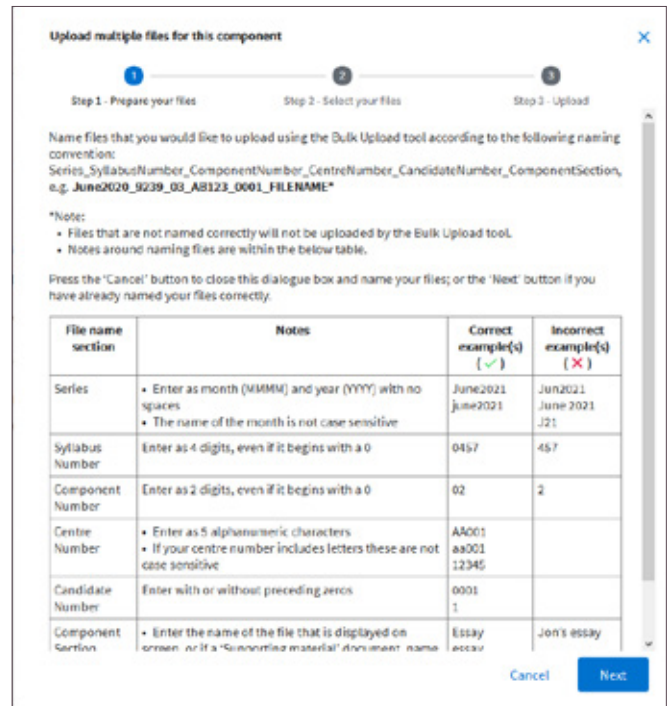 Upload multiple files for this component
1 2 3
Step 1 - Prepare your files Step 2 - Select your files Step 3 - Upload
Name files that you would like to upload using the Bulk Upload tool according to the following naming
convention:
Series_SyllabusNumber_ComponentNumber_CentreNumber_CandidateNumber_ComponentSection,
e.g. June2020_9239_03_AB123_0001_FILENAME*
*Note:
• Files that are not named correctly will not be uploaded by the Bulk Upload tool.
• Notes around naming files are within the below table.
Press the 'Cancel' button to close this dialogue box and name your files; or the 'Next' button if you
have already named your files correctly.
File name Notes Correct Incorrect
section example(s) example(s)
(✓) (✕)
Series • Enter as month (MMMM) and year (YYYY) with no June2021 Jun2021
spaces june2021 June 2021
• The name of the month is not case sensitive J21
Syllabus Enter as 4 digits, even if it begins with a 0 0457 457
Number
Component Enter as 2 digits, even if it begins with a 0 02 2
Number
Centre • Enter as 5 alphanumeric characters AA001
Number • If your centre number includes letters these are not aa001
case sensitive 12345
Candidate Enter with or without preceding zeros 0001
Number 1
Component • Enter the name of the file that is displayed on Essay Jon's essay
Section screen, or if a 'Supporting material' document, name essay
Cancel Next